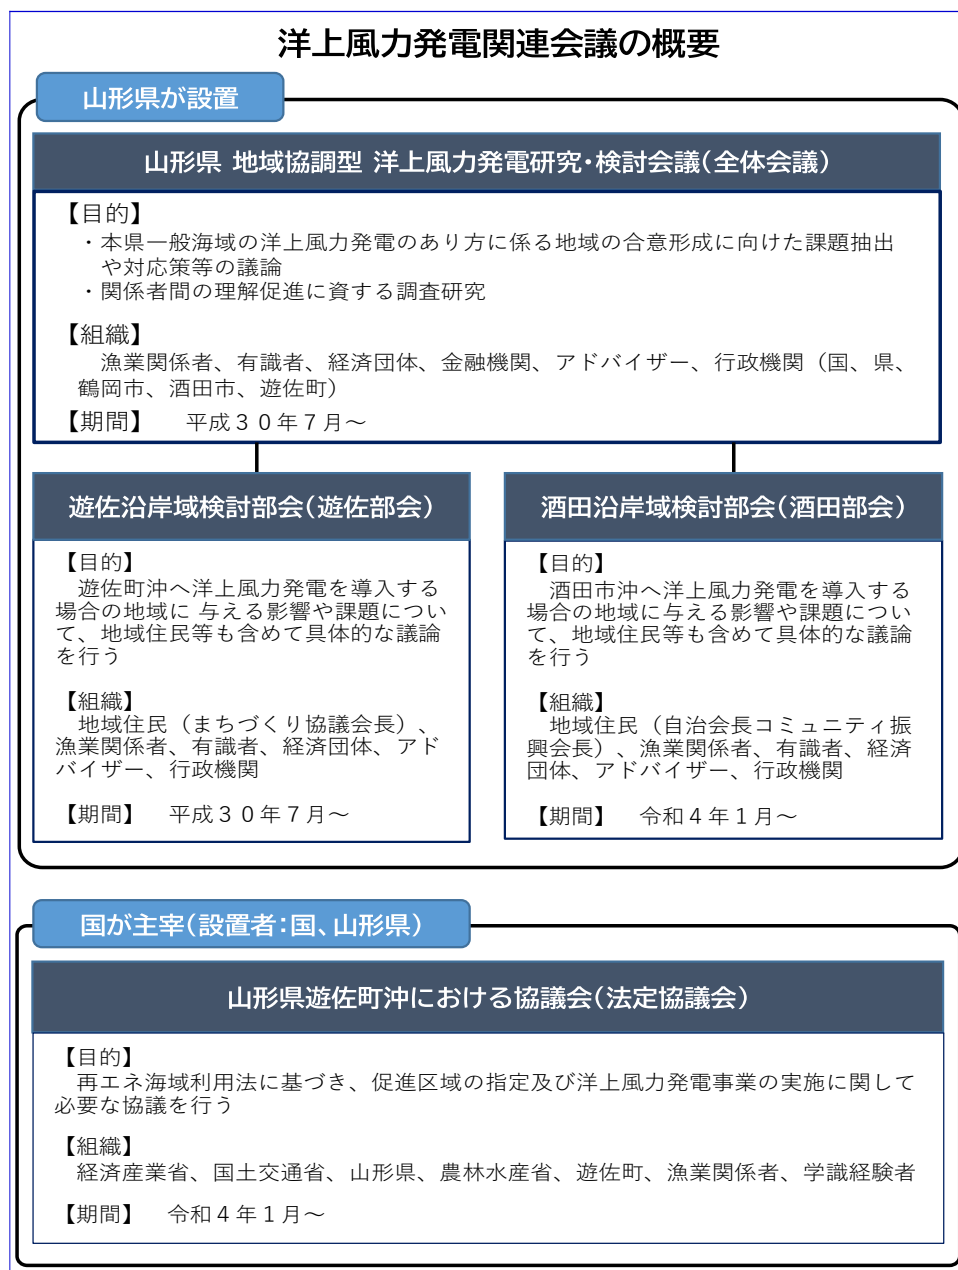 洋上風力発電関連会議の概要
山形県が設置
山形県 地域協調型 洋上風力発電研究・検討会議(全体会議)
【目的】
・本県一般海域の洋上風力発電のあり方に係る地域の合意形成に向けた課題抽出
や対応策等の議論
・関係者間の理解促進に資する調査研究
【組織】
漁業関係者、有識者、経済団体、金融機関、アドバイザー、行政機関（国、県、
鶴岡市、酒田市、遊佐町）
【期間】 平成３０年７月～
遊佐沿岸域検討部会(遊佐部会)
【目的】
遊佐町沖へ洋上風力発電を導入する
場合の地域に 与える影響や課題につい
て、地域住民等も含めて具体的な議論
を行う
【組織】
地域住民（まちづくり協議会長）、
漁業関係者、有識者、経済団体、アド
バイザー、行政機関
【期間】 平成３０年７月～
酒田沿岸域検討部会(酒田部会)
【目的】
酒田市沖へ洋上風力発電を導入する
場合の地域に与える影響や課題につい
て、地域住民等も含めて具体的な議論
を行う
【組織】
地域住民（自治会長コミュニティ振
興会長）、漁業関係者、有識者、経済
団体、アドバイザー、行政機関
【期間】 令和４年１月～
国が主宰(設置者:国、山形県)
山形県遊佐町沖における協議会(法定協議会)
【目的】
再エネ海域利用法に基づき、促進区域の指定及び洋上風力発電事業の実施に関して
必要な協議を行う
【組織】
経済産業省、国土交通省、山形県、農林水産省、遊佐町、漁業関係者、学識経験者
【期間】 令和４年１月～